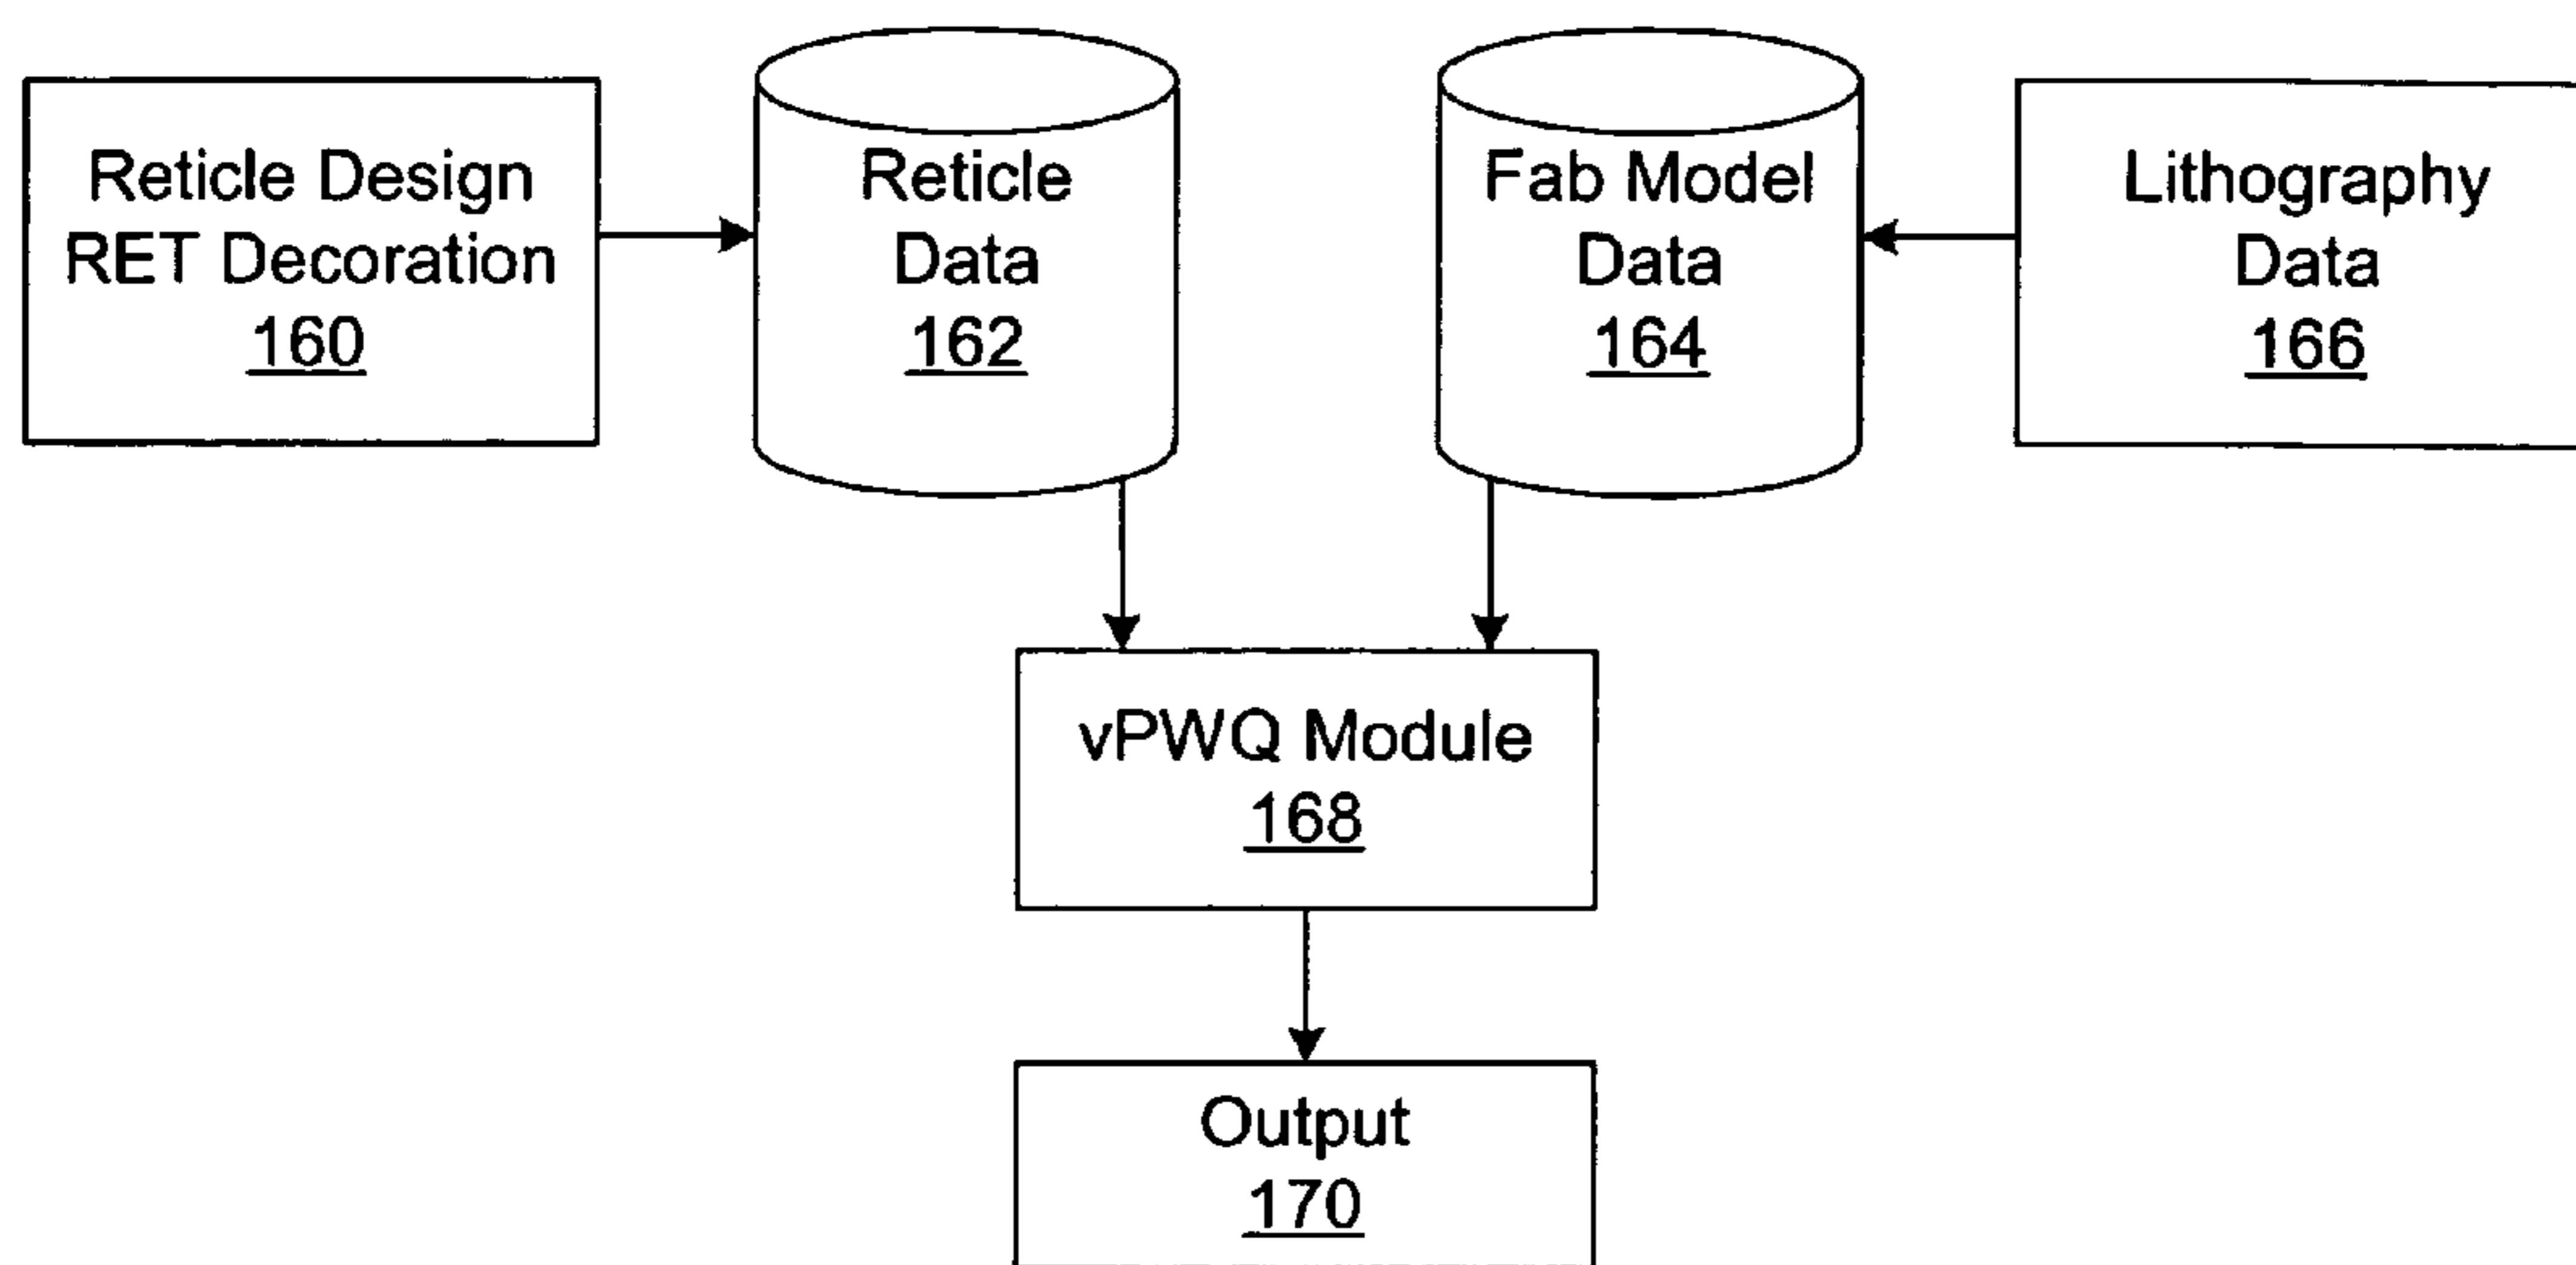 Reticle Design
RET Decoration
160
Reticle
Data
162
Fab Model
Data
164
Lithography
Data
166
vPWQ Module
168
Output
170